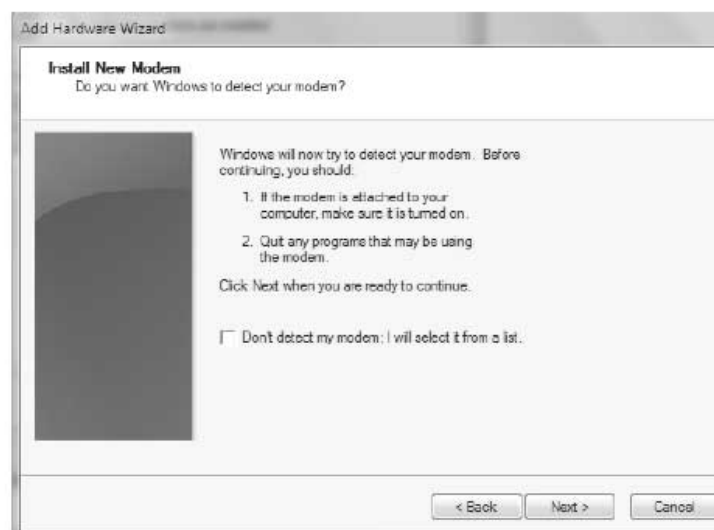 Add Hardware Wizard
Install New Modem
Do you want Windows to detect your modem?
Windows will now try to detect your modem. Before
continuing, you should:
1. If the modem is attached to your
computer, make sure it is turned on.
2. Quit any programs that may be using
the modem.
Click Next when you are ready to continue.
Don't detect my modem; I will select it from a list.
< Back Next > Cancel